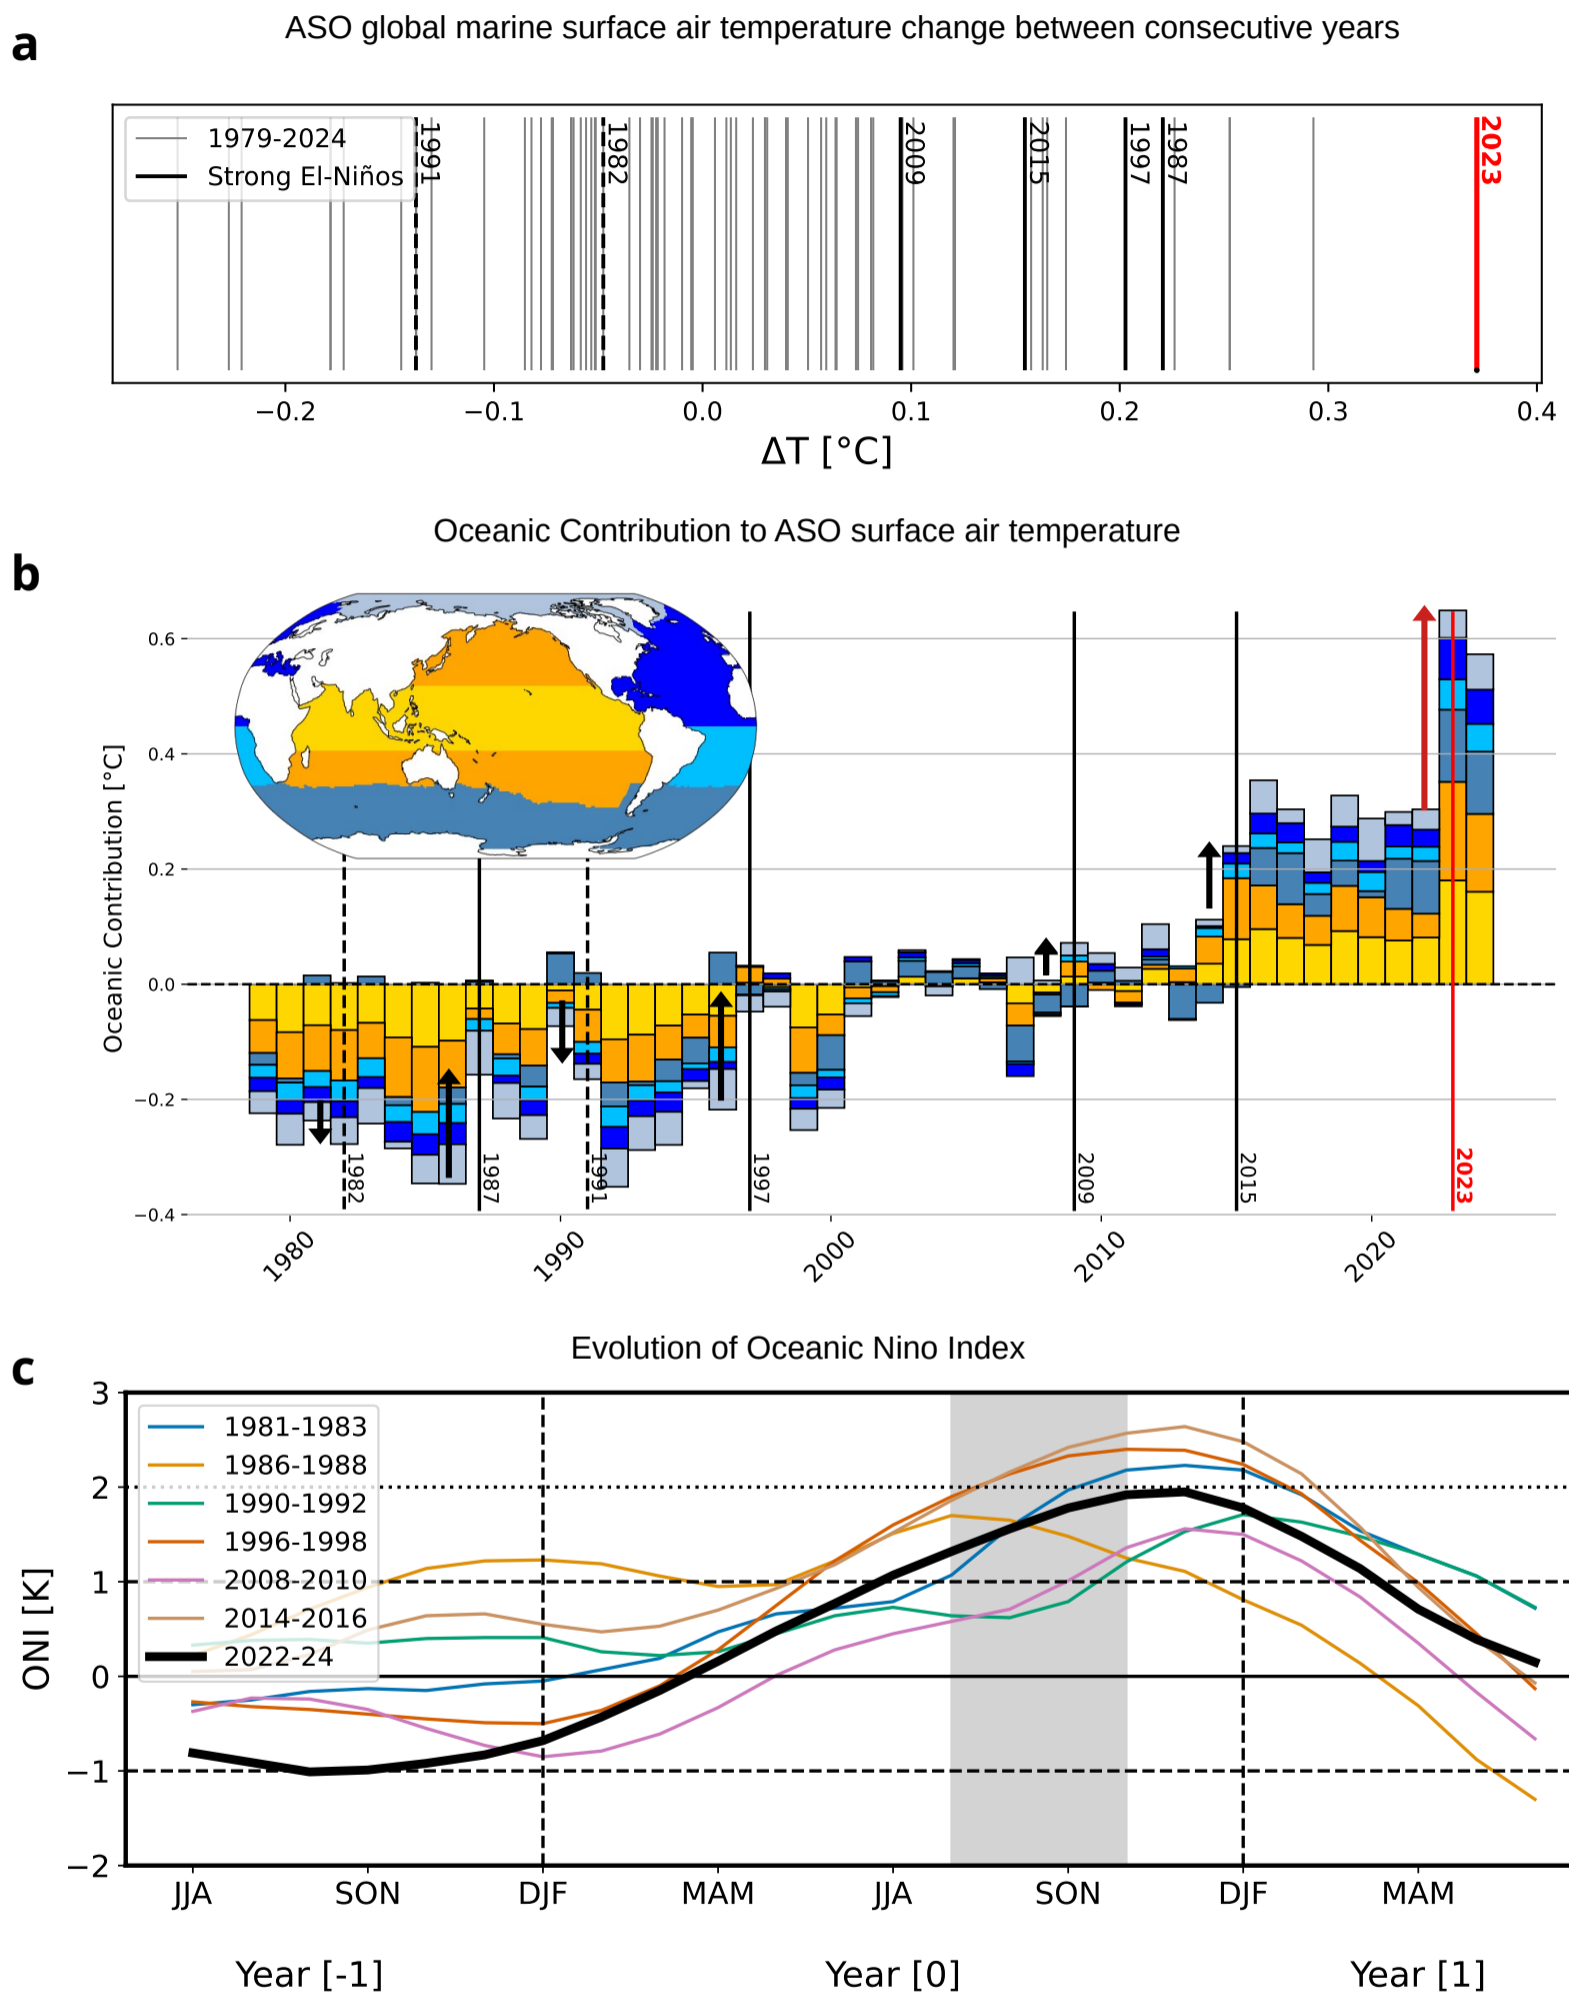 a
ASO global marine surface air temperature change between consecutive years
1979-2024
Strong El-Niños
1991
1982
2009
2015
1997
1987
2023
−0.2
−0.1
0.0
0.1
0.2
0.3
0.4
ΔT [°C]
b
Oceanic Contribution to ASO surface air temperature
Oceanic Contribution [°C]
0.6
0.4
0.2
0.0
−0.2
−0.4
1982
1987
1991
1997
2009
2015
2023
1980
1990
2000
2010
2020
c
Evolution of Oceanic Nino Index
ONI [K]
3
2
1
0
−1
−2
1981-1983
1986-1988
1990-1992
1996-1998
2008-2010
2014-2016
2022-24
JJA
SON
DJF
MAM
JJA
SON
DJF
MAM
Year [-1]
Year [0]
Year [1]